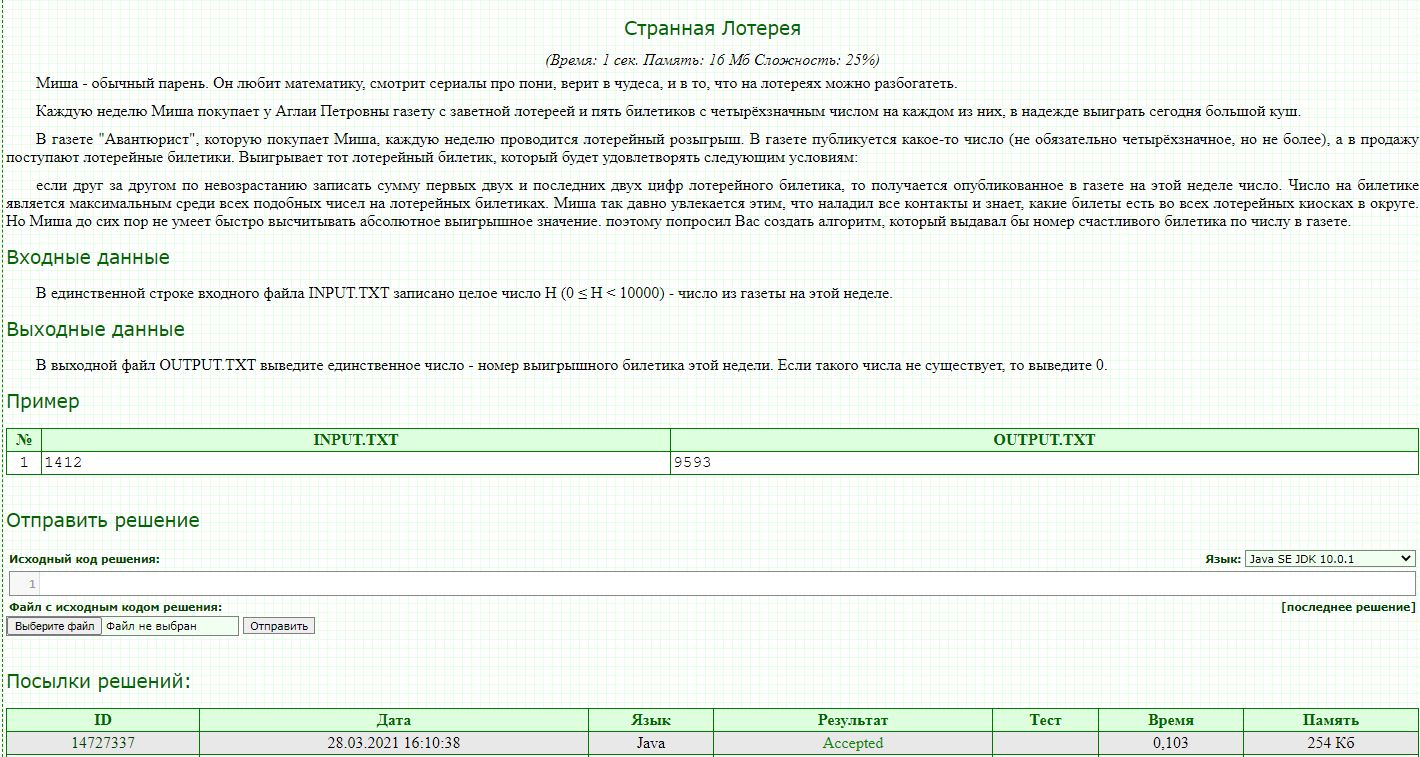 Странная Лотерея
(Время: 1 сек. Память: 16 Мб Сложность: 25%)
Миша - обычный парень. Он любит математику, смотрит сериалы про пони, верит в чудеса, и в то, что на лотереях можно разбогатеть.
Каждую неделю Миша покупает у Аглаи Петровны газету с заветной лотереей и пять билетиков с четырёхзначным числом на каждом из них, в надежде выиграть сегодня большой куш.
В газете "Авантюрист", которую покупает Миша, каждую неделю проводится лотерейный розыгрыш. В газете публикуется какое-то число (не обязательно четырёхзначное, но не более), а в продажу
поступают лотерейные билетики. Выигрывает тот лотерейный билетик, который будет удовлетворять следующим условиям:
если друг за другом по невозрастанию записать сумму первых двух и последних двух цифр лотерейного билетика, то получается опубликованное в газете на этой неделе число. Число на билетике
является максимальным среди всех подобных чисел на лотерейных билетиках. Миша так давно увлекается этим, что наладил все контакты и знает, какие билеты есть во всех лотерейных киосках в округе.
Но Миша до сих пор не умеет быстро высчитывать абсолютное выигрышное значение. поэтому попросил Вас создать алгоритм, который выдавал бы номер счастливого билетика по числу в газете.
Входные данные
В единственной строке входного файла INPUT.TXT записано целое число H (0 ≤ H < 10000) - число из газеты на этой неделе.
Выходные данные
В выходной файл OUTPUT.TXT выведите единственное число - номер выигрышного билетика этой недели. Если такого числа не существует, то выведите 0.
Пример
№ INPUT.TXT OUTPUT.TXT
1 1412 9593
Отправить решение
Исходный код решения: Язык: Java SE JDK 10.0.1
1
Файл с исходным кодом решения: [последнее решение]
Выберите файл Файл не выбран Отправить
Посылки решений:
ID Дата Язык Результат Тест Время Память
14727337 28.03.2021 16:10:38 Java Accepted 0,103 254 Кб